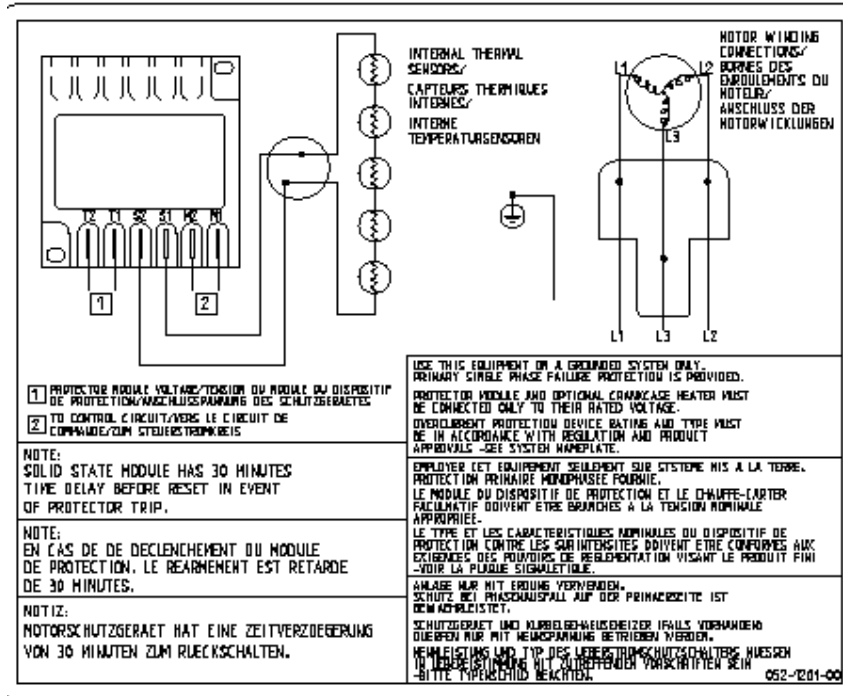 INTERNAL THERMAL
SENSORS/
CAPTEURS THERMIQUES
INTERNES/
INTERNE
TEMPERATURSENSOREN
MOTOR WINDING
CONNECTIONS/
BORNES DES
ENROULEMENTS DU
MOTEUR/
ANSCHLUSS DER
MOTORWICKLUNGEN
L1 L2
L3
T2 T1 S2 S1 M2 M1
1 2
L1 L3 L2
1 PROTECTOR MODULE VOLTAGE/TENSION DU MODULE DU DISPOSITIF
DE PROTECTION/ANSCHLUSSPANNUNG DES SCHUTZGERAETES
2 TO CONTROL CIRCUIT/VERS LE CIRCUIT DE
COMMANDE/ZUM STEUERSTROMKREIS
NOTE:
SOLID STATE MODULE HAS 30 MINUTES
TIME DELAY BEFORE RESET IN EVENT
OF PROTECTOR TRIP.
NOTE:
EN CAS DE DE DECLENCHEMENT DU MODULE
DE PROTECTION. LE REARMEMENT EST RETARDE
DE 30 MINUTES.
NOTIZ:
MOTORSCHUTZGERAET HAT EINE ZEITVERZOEGERUNG
VON 30 MINUTEN ZUM RUECKSCHALTEN.
USE THIS EQUIPMENT ON A GROUNDED SYSTEM ONLY.
PRIMARY SINGLE PHASE FAILURE PROTECTION IS PROVIDED.
PROTECTOR MODULE AND OPTIONAL CRANKCASE HEATER MUST
BE CONNECTED ONLY TO THEIR RATED VOLTAGE.
OVERCURRENT PROTECTION DEVICE RATING AND TYPE MUST
BE IN ACCORDANCE WITH REGULATION AND PRODUCT
APPROVALS -SEE SYSTEM NAMEPLATE.
EMPLOYER CET EQUIPEMENT SEULEMENT SUR SYSTEME MIS A LA TERRE.
PROTECTION PRIMAIRE MONOPHASEE FOURNIE.
LE MODULE DU DISPOSITIF DE PROTECTION ET LE CHAUFFE-CARTER
FACULTATIF DOIVENT ETRE BRANCHES A LA TENSION NOMINALE
APPROPRIEE.
LE TYPE ET LES CARACTERISTIQUES NOMINALES DU DISPOSITIF DE
PROTECTION CONTRE LES SURINTENSITES DOIVENT ETRE CONFORMES AUX
EXIGENCES DES POUVOIRS DE REGLEMENTATION VISANT LE PRODUIT FINI
-VOIR LA PLAQUE SIGNALETIQUE.
ANLAGE NUR MIT ERDUNG VERWENDEN.
SCHUTZ BEI PHASENAUSFALL AUF DER PRIMAERSEITE IST
GEWAEHRLEISTET.
SCHUTZGERAET UND KURBELGEHAEUSEHEIZER (FALLS VORHANDEN)
DUERFEN NUR MIT NENNSPANNUNG BETRIEBEN WERDEN.
NENNLEISTUNG UND TYP DES UEBERSTROMSCHUTZSCHALTERS MUESSEN
IN UEBEREISTIMMUNG MIT ZUTREFFENDEN VORSCHRIFTEN SEIN
-BITTE TYPENSCHILD BEACHTEN.
052-1201-00